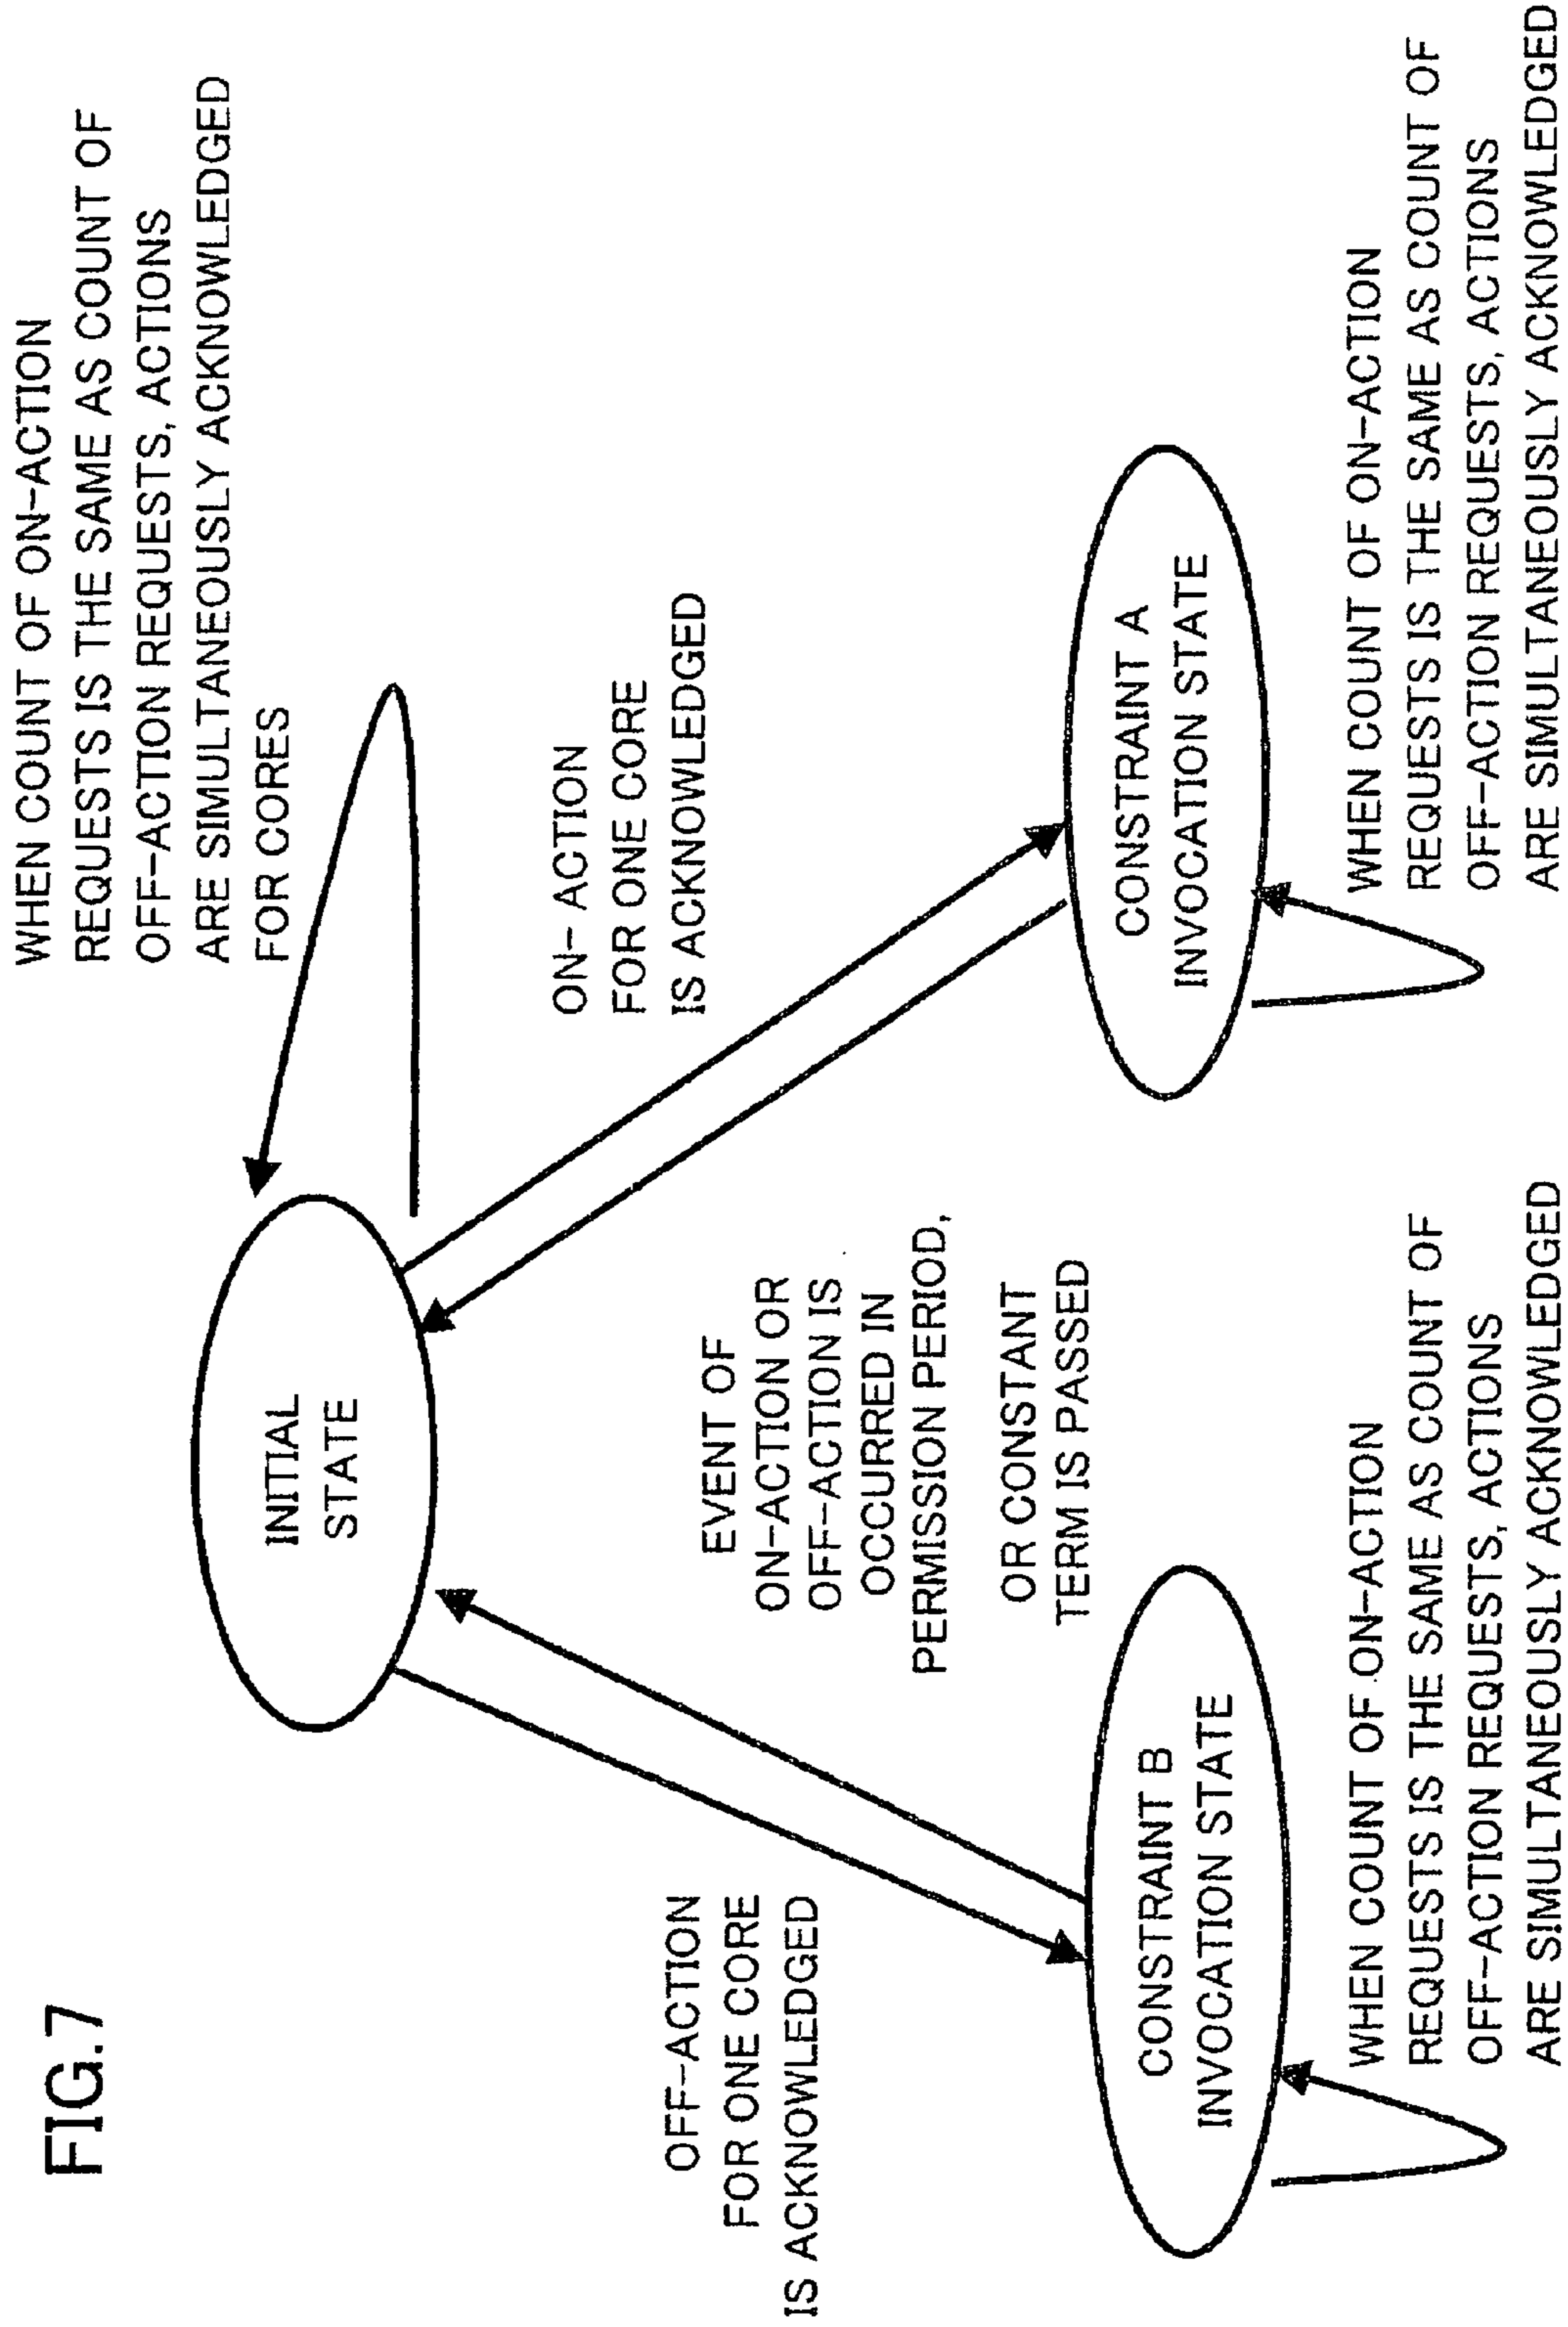 FIG.7
WHEN COUNT OF ON-ACTION
REQUESTS IS THE SAME AS COUNT OF
OFF-ACTION REQUESTS, ACTIONS
ARE SIMULTANEOUSLY ACKNOWLEDGED
FOR CORES
INITIAL
STATE
ON- ACTION
FOR ONE CORE
IS ACKNOWLEDGED
OFF-ACTION
FOR ONE CORE
IS ACKNOWLEDGED
EVENT OF
ON-ACTION OR
OFF-ACTION IS
OCCURRED IN
PERMISSION PERIOD,
OR CONSTANT
TERM IS PASSED
CONSTRAINT B
INVOCATION STATE
CONSTRAINT A
INVOCATION STATE
WHEN COUNT OF ON-ACTION
REQUESTS IS THE SAME AS COUNT OF
OFF-ACTION REQUESTS, ACTIONS
ARE SIMULTANEOUSLY ACKNOWLEDGED
WHEN COUNT OF ON-ACTION
REQUESTS IS THE SAME AS COUNT OF
OFF-ACTION REQUESTS, ACTIONS
ARE SIMULTANEOUSLY ACKNOWLEDGED